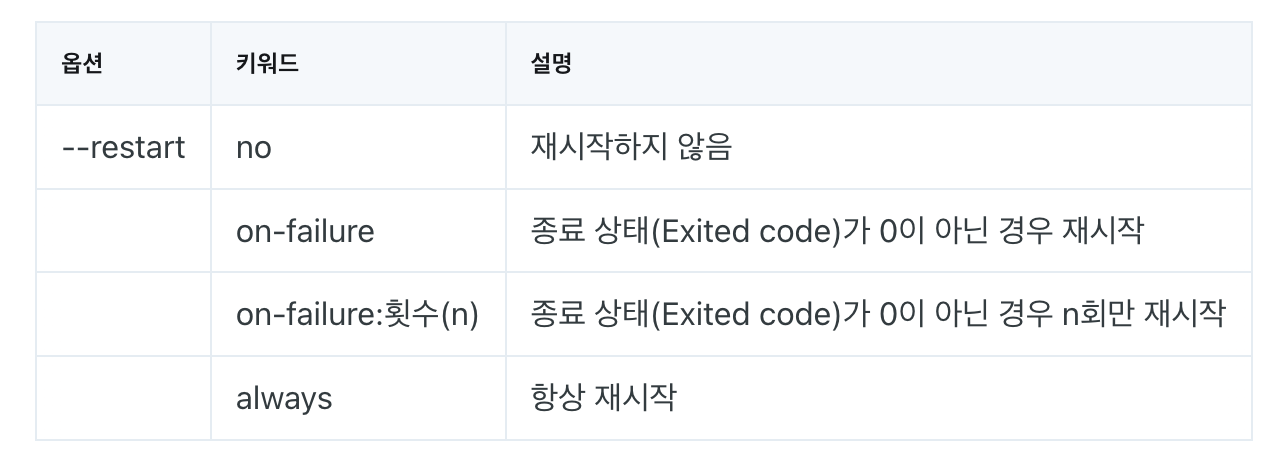 옵션 키워드 설명
--restart no 재시작하지 않음
on-failure 종료 상태(Exited code)가 0이 아닌 경우 재시작
on-failure:횟수(n) 종료 상태(Exited code)가 0이 아닌 경우 n회만 재시작
always 항상 재시작